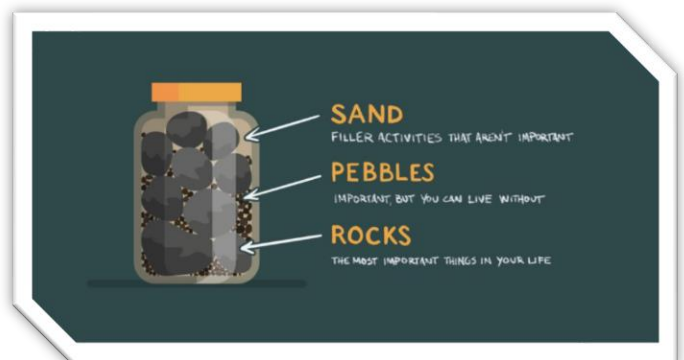 SAND
FILLER ACTIVITIES THAT AREN'T IMPORTANT
PEBBLES
IMPORTANT, BUT YOU CAN LIVE WITHOUT
ROCKS
THE MOST IMPORTANT THINGS IN YOUR LIFE